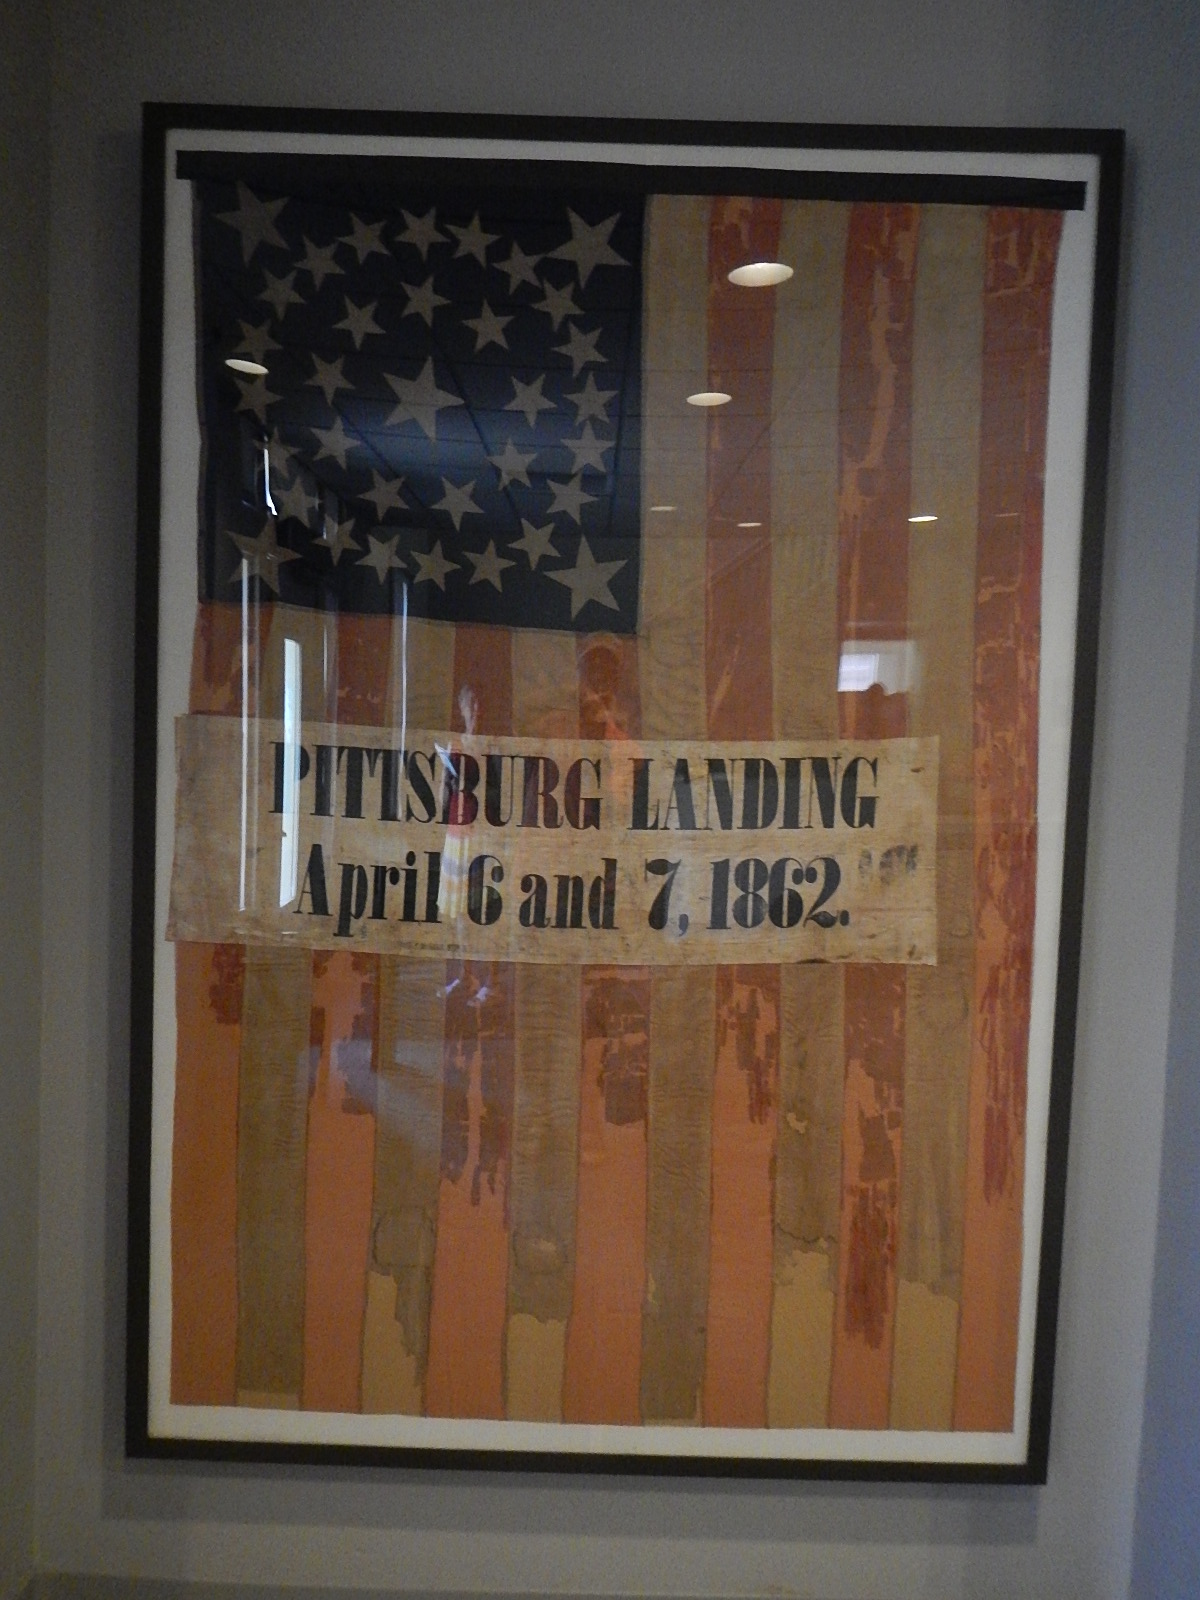 PITTSBURG LANDING
April 6 and 7, 1862.